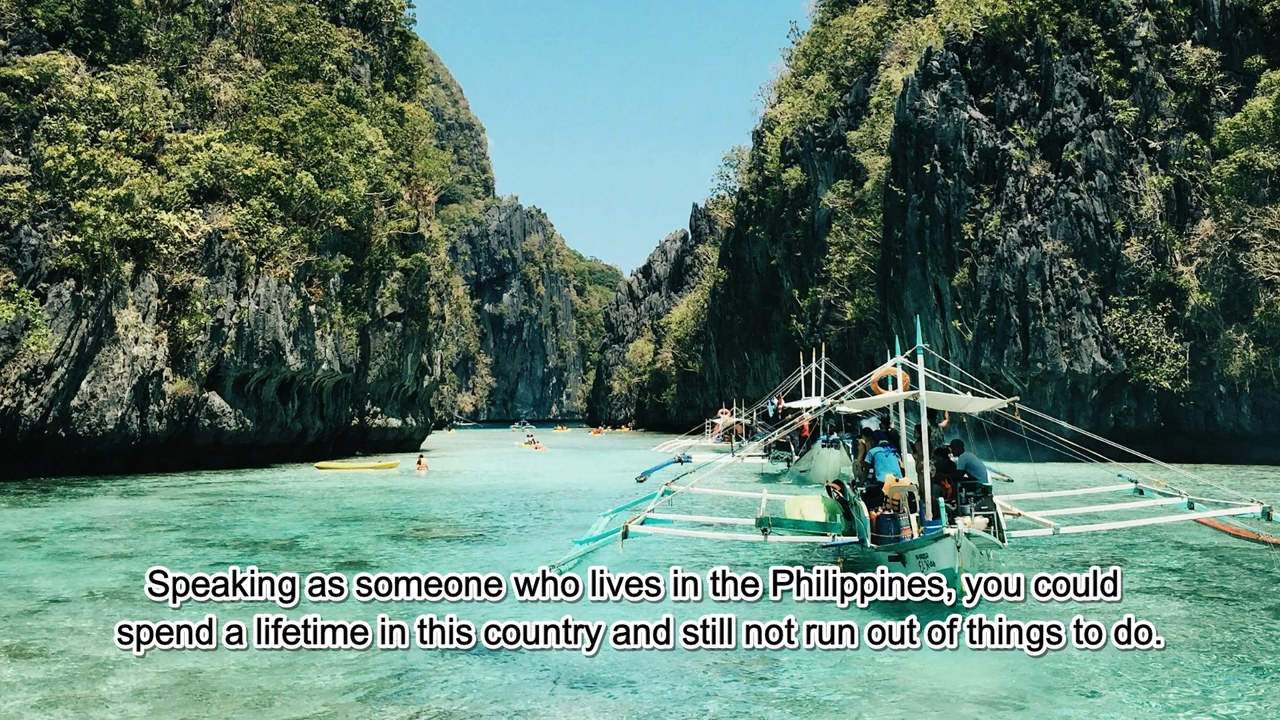 Speaking as someone who lives in the Philippines, you could
spend a lifetime in this country and still not run out of things to do.